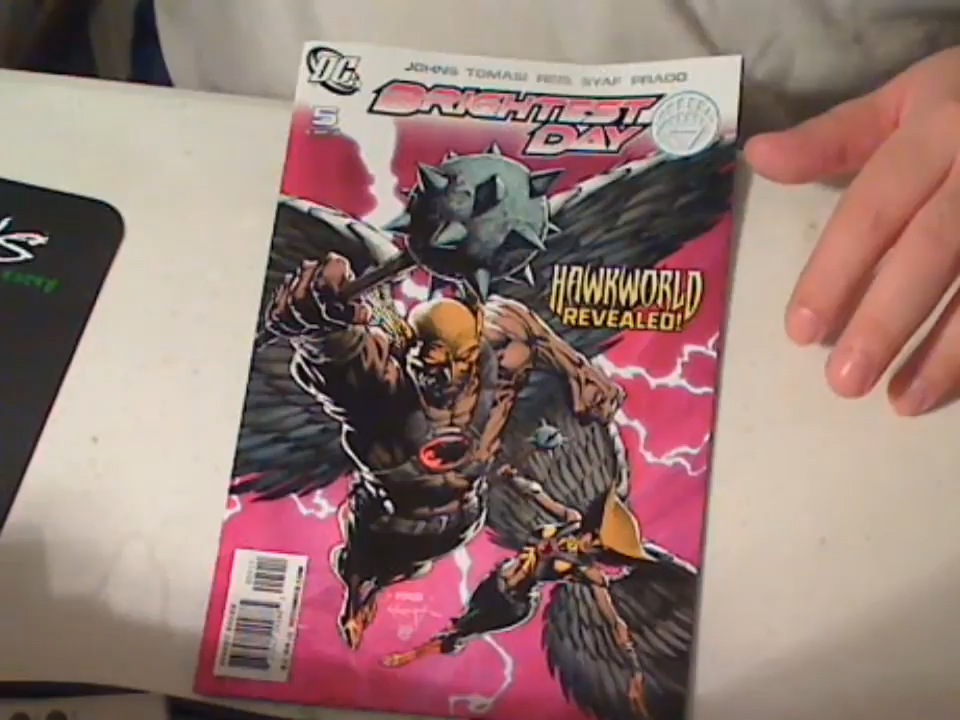 DC
JOHNS TOMASI REIS SYAF PRADO
5
BRIGHTEST
DAY
HAWKWORLD
REVEALED!